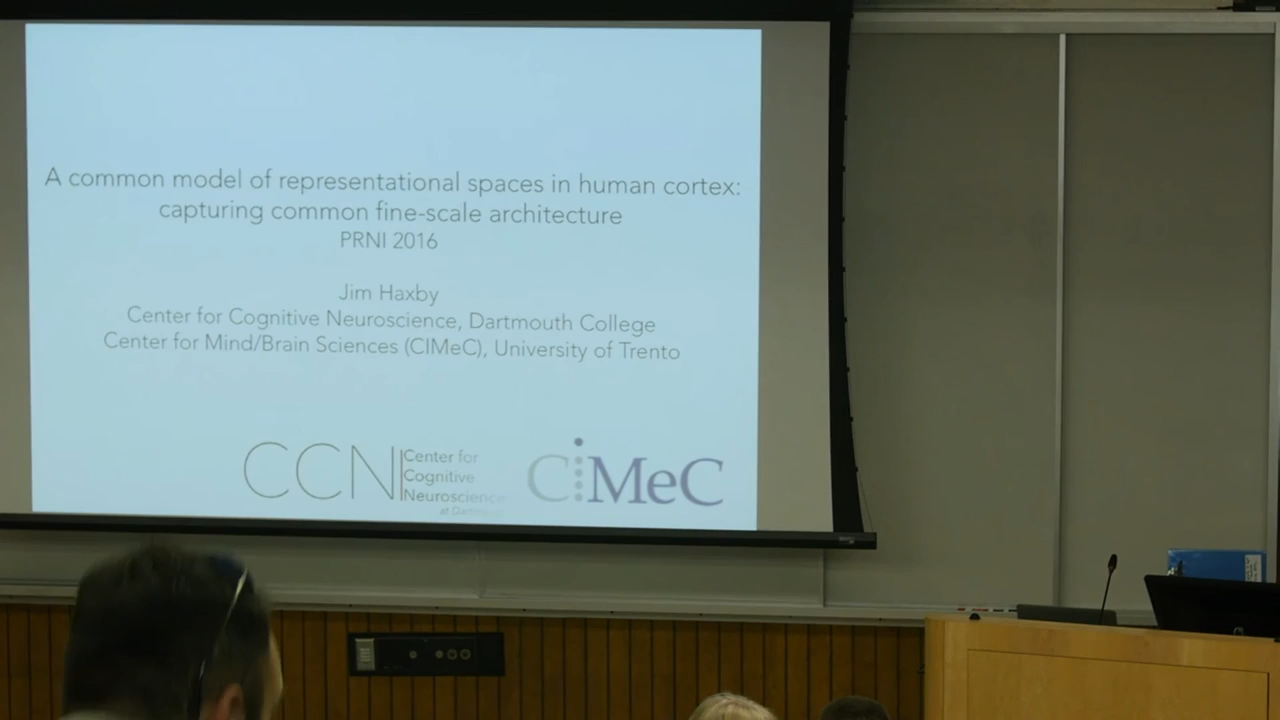 A common model of representational spaces in human cortex:
capturing common fine-scale architecture
PRNI 2016
Jim Haxby
Center for Cognitive Neuroscience, Dartmouth College
Center for Mind/Brain Sciences (CIMeC), University of Trento
CCN
Center for
Cognitive
Neuroscience
CiMeC